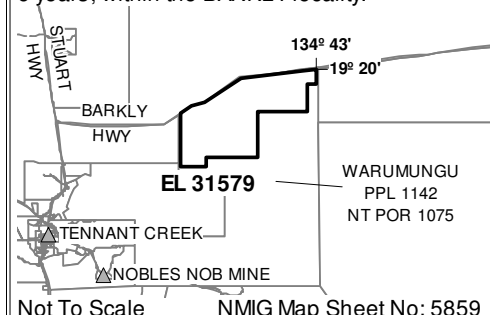 6 years, within the BARKLY locality.
134º 43'
19º 20'
STUART
HWY
BARKLY
HWY
EL 31579
WARUMUNGU
PPL 1142
NT POR 1075
TENNANT CREEK
NOBLES NOB MINE
Not To Scale NMIG Map Sheet No: 5859